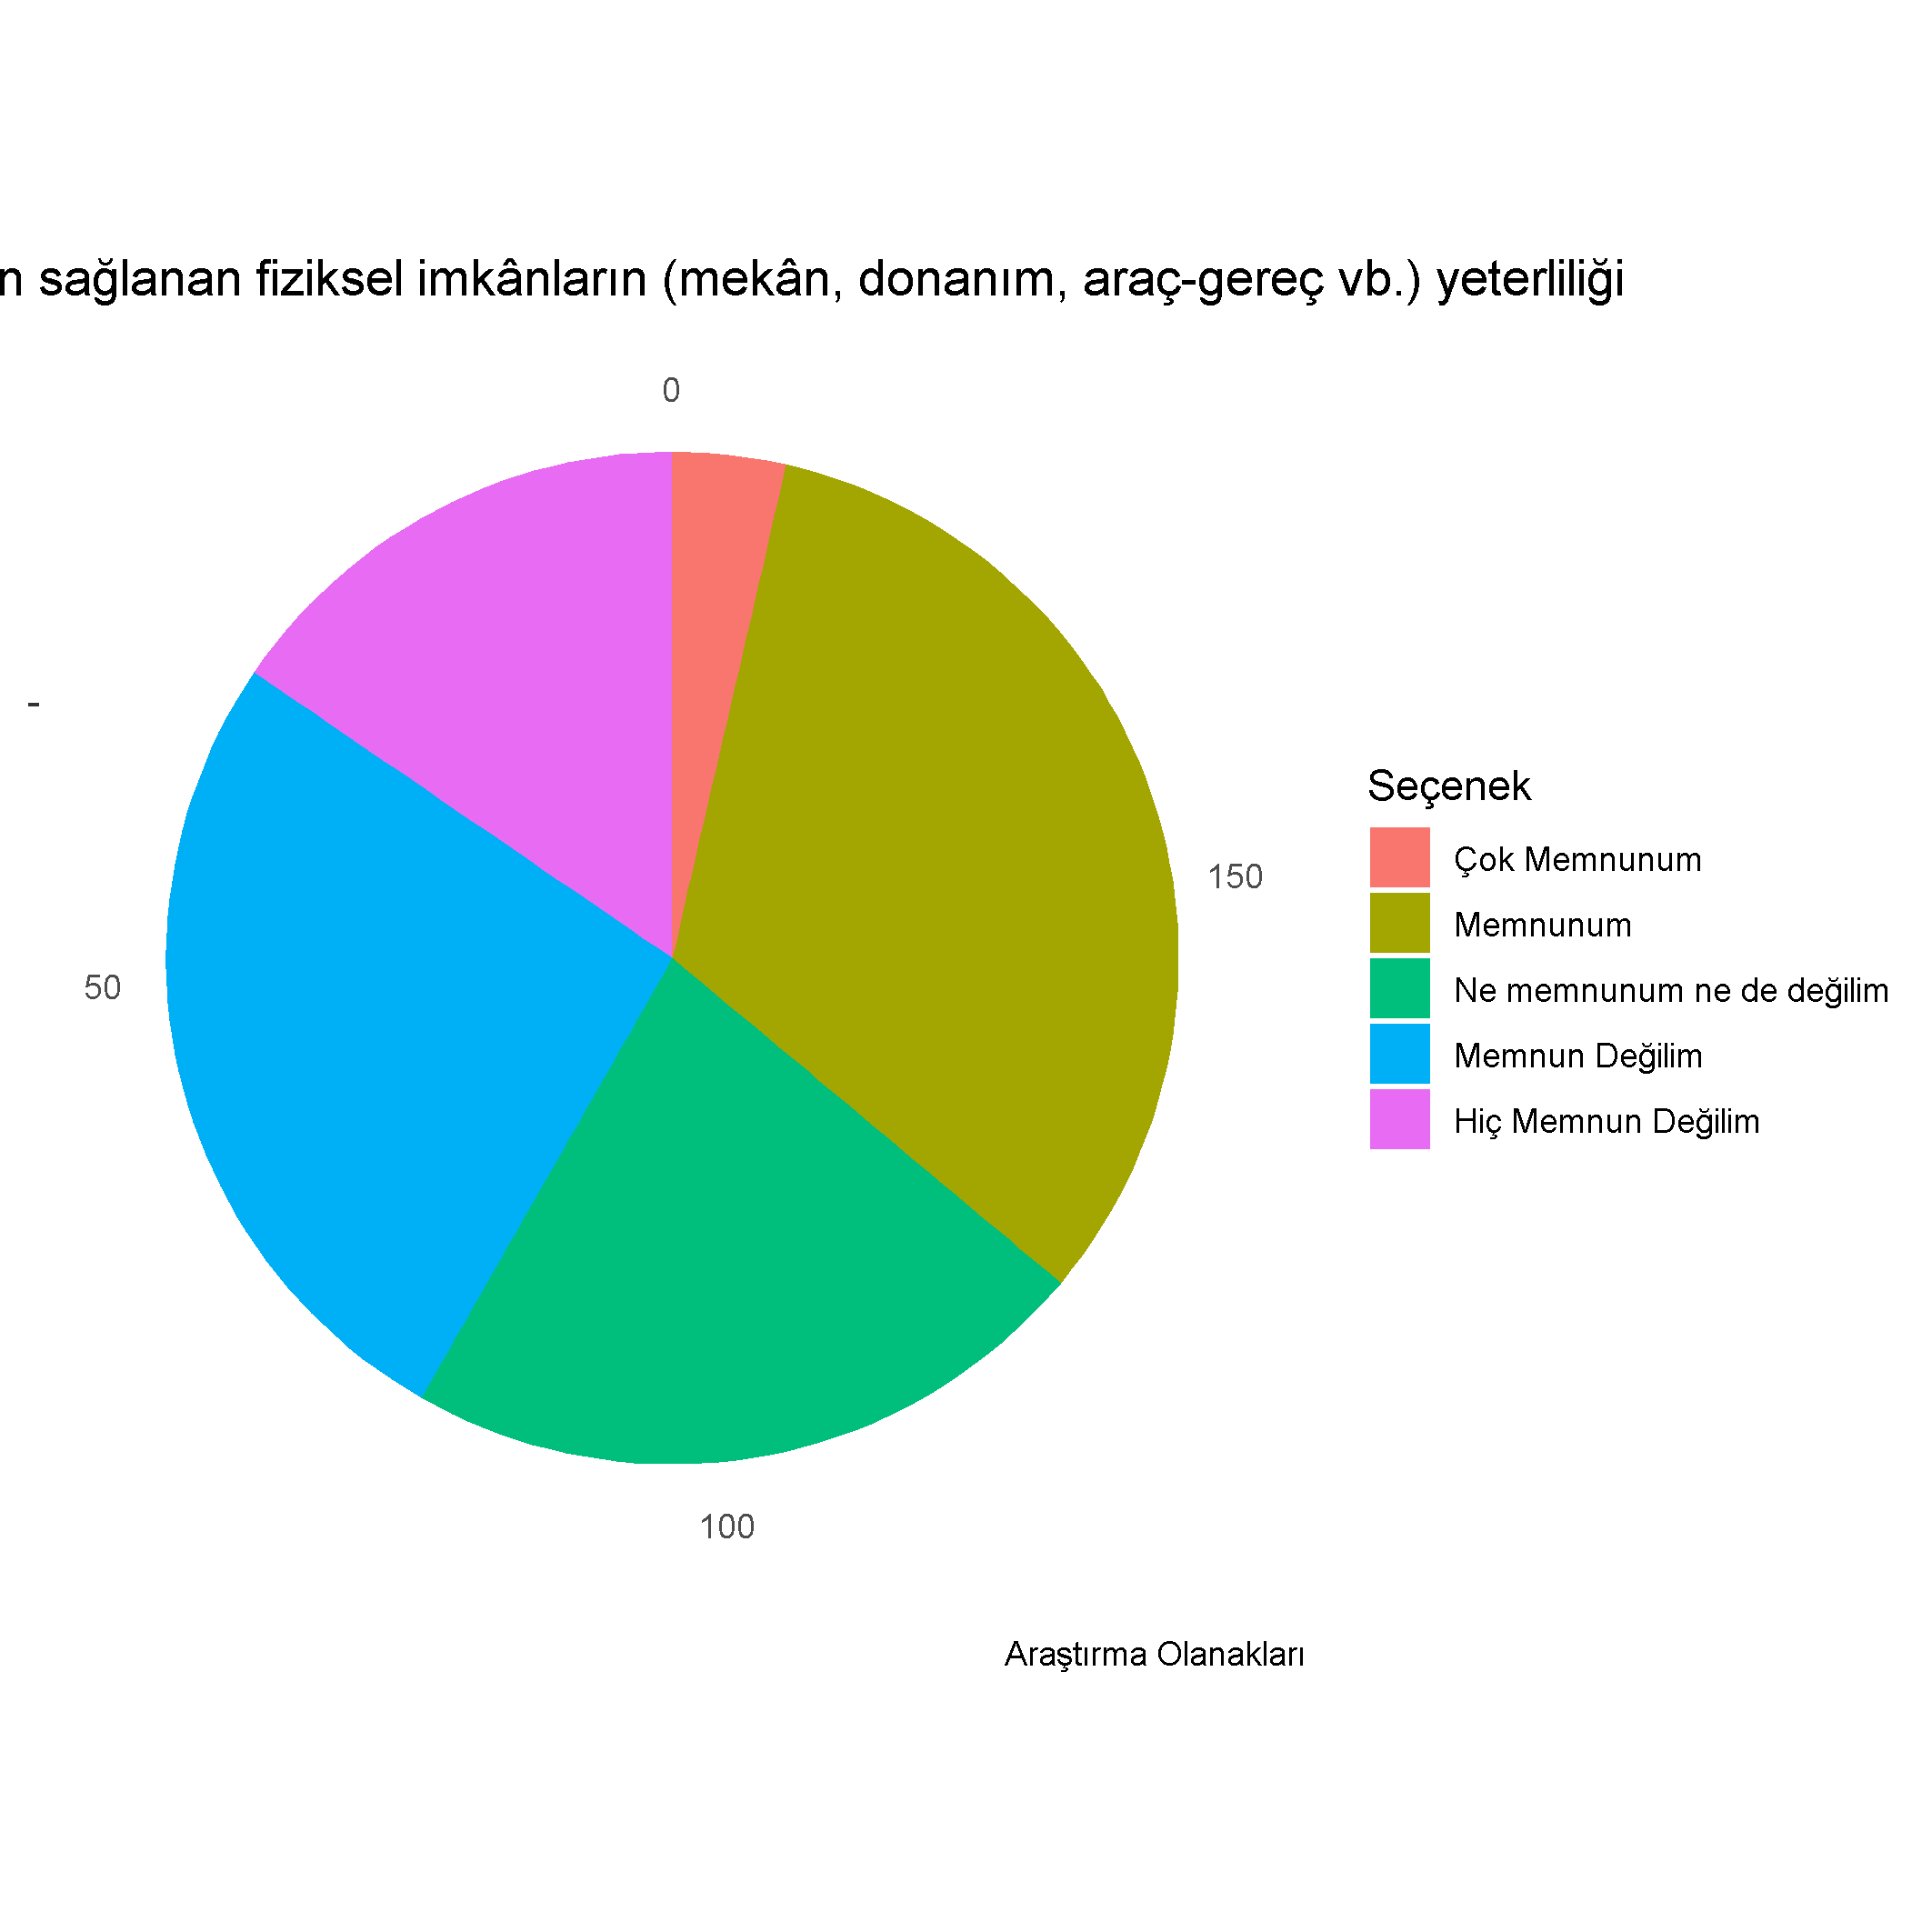 n sağlanan fiziksel imkânların (mekân, donanım, araç-gereç vb.) yeterliliği
0
150
-
50
100
Seçenek
Çok Memnunum
Memnunum
Ne memnunum ne de değilim
Memnun Değilim
Hiç Memnun Değilim
Araştırma Olanakları